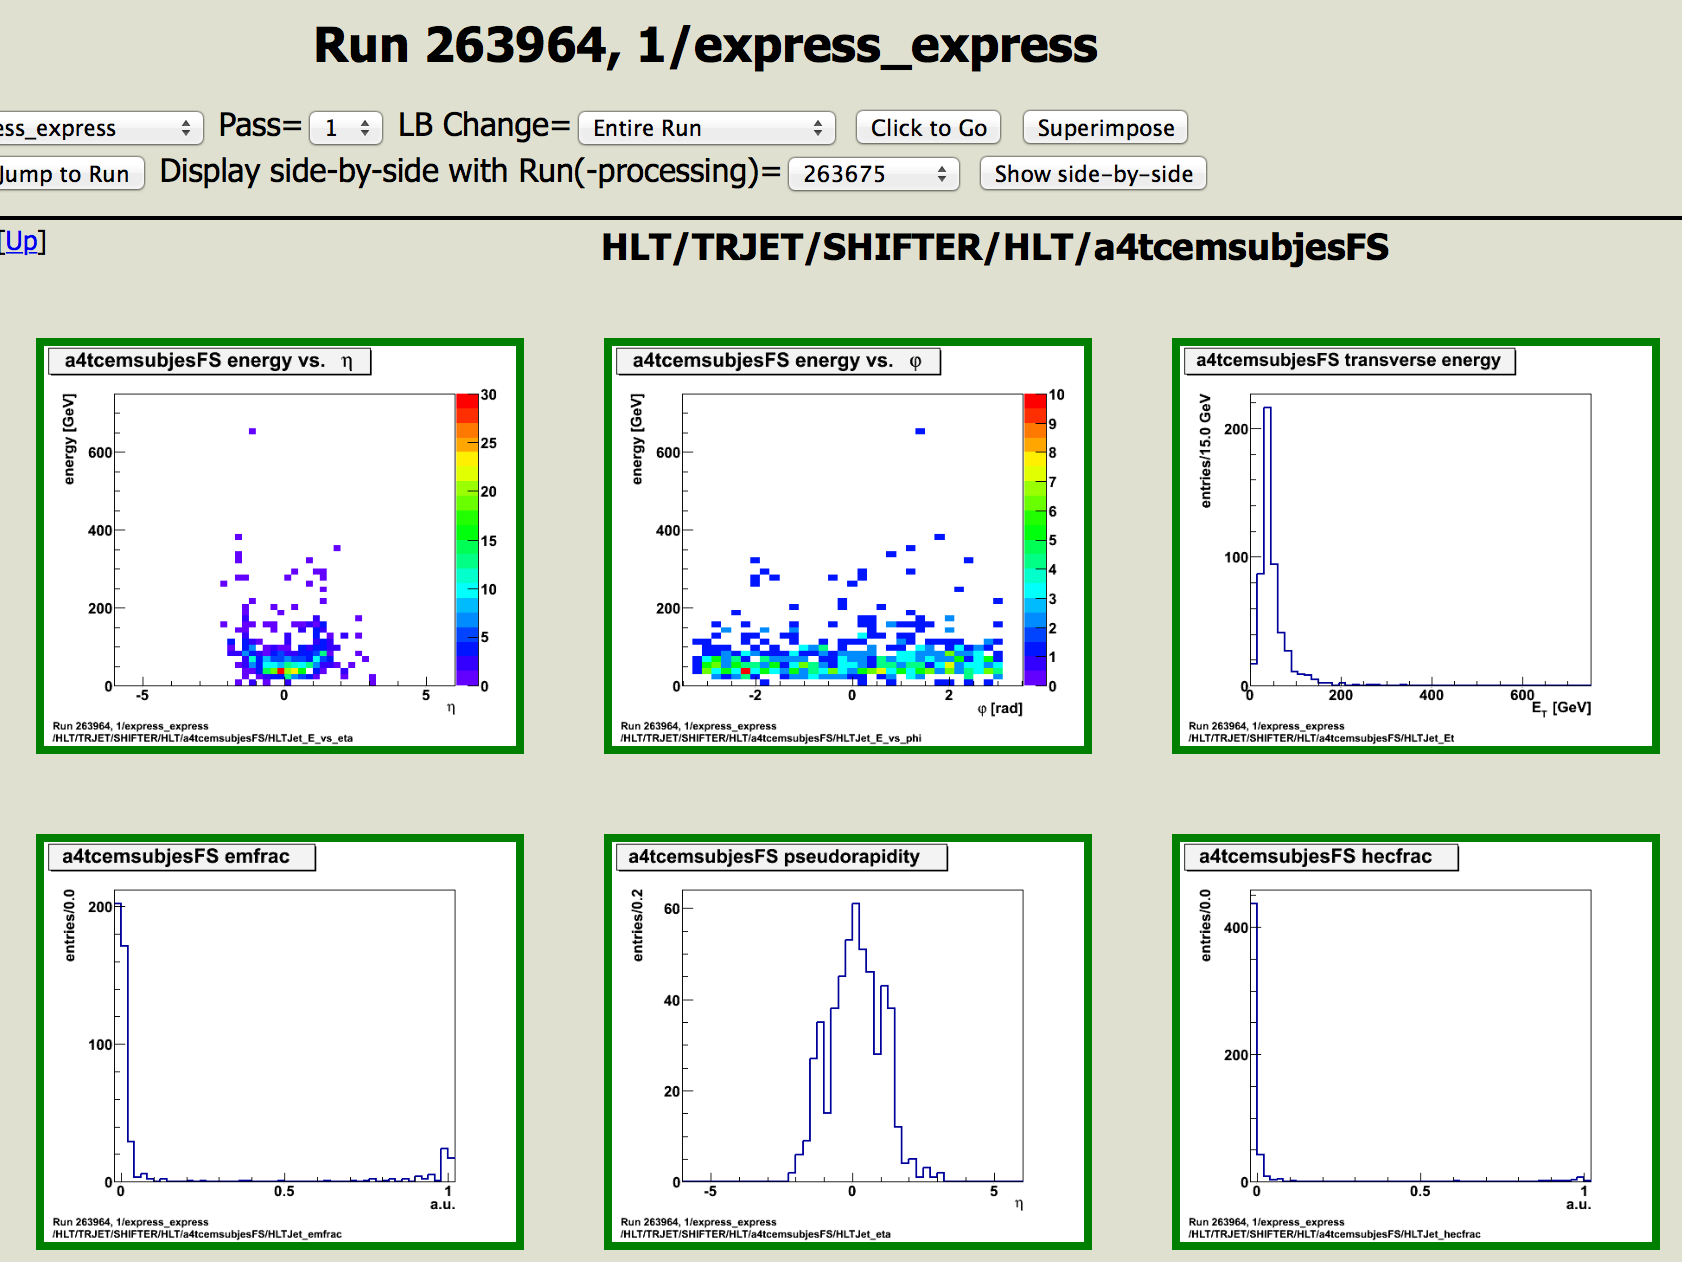 Run 263964, 1/express_express
ess_express Pass= 1 LB Change= Entire Run Click to Go Superimpose
Jump to Run Display side-by-side with Run(-processing)= 263675 Show side-by-side
[Up]
HLT/TRJET/SHIFTER/HLT/a4tcemsubjesFS
a4tcemsubjesFS energy vs. η
energy [GeV]
600
400
200
0
-5 0 5
η
30
25
20
15
10
5
0
Run 263964, 1/express_express
/HLT/TRJET/SHIFTER/HLT/a4tcemsubjesFS/HLTJet_E_vs_eta
a4tcemsubjesFS energy vs. φ
energy [GeV]
600
400
200
0
-2 0 2
φ [rad]
10
9
8
7
6
5
4
3
2
1
0
Run 263964, 1/express_express
/HLT/TRJET/SHIFTER/HLT/a4tcemsubjesFS/HLTJet_E_vs_phi
a4tcemsubjesFS transverse energy
entries/15.0 GeV
200
100
0
0 200 400 600
E_T [GeV]
Run 263964, 1/express_express
/HLT/TRJET/SHIFTER/HLT/a4tcemsubjesFS/HLTJet_Et
a4tcemsubjesFS emfrac
entries/0.0
200
100
0
0 0.5 1
a.u.
Run 263964, 1/express_express
/HLT/TRJET/SHIFTER/HLT/a4tcemsubjesFS/HLTJet_emfrac
a4tcemsubjesFS pseudorapidity
entries/0.2
60
40
20
0
-5 0 5
η
Run 263964, 1/express_express
/HLT/TRJET/SHIFTER/HLT/a4tcemsubjesFS/HLTJet_eta
a4tcemsubjesFS hecfrac
entries/0.0
400
200
0
0 0.5 1
a.u.
Run 263964, 1/express_express
/HLT/TRJET/SHIFTER/HLT/a4tcemsubjesFS/HLTJet_hecfrac